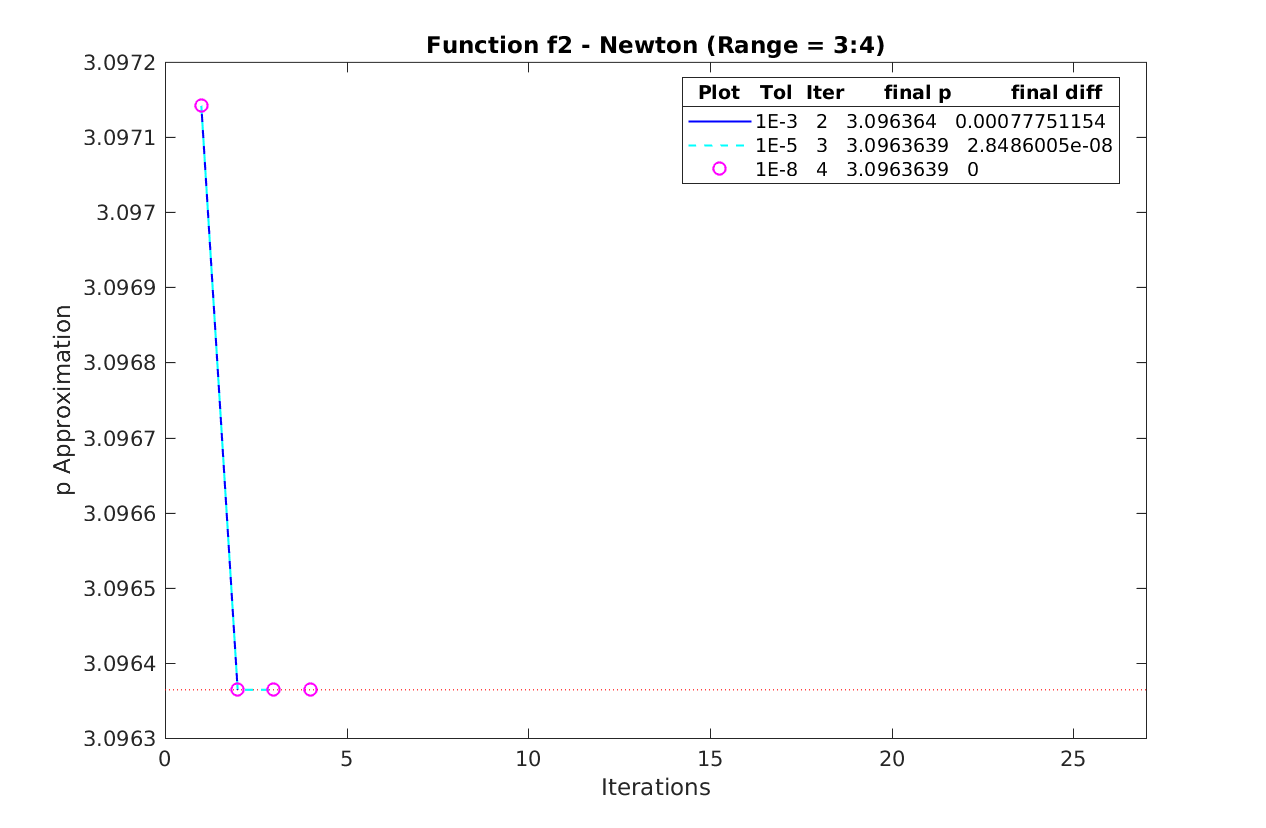 Function f2 - Newton (Range = 3:4)
3.0972
3.0971
3.097
3.0969
3.0968
3.0967
3.0966
3.0965
3.0964
3.0963
p Approximation
Plot Tol Iter final p final diff
1E-3 2 3.096364 0.00077751154
1E-5 3 3.0963639 2.8486005e-08
1E-8 4 3.0963639 0
0 5 10 15 20 25
Iterations